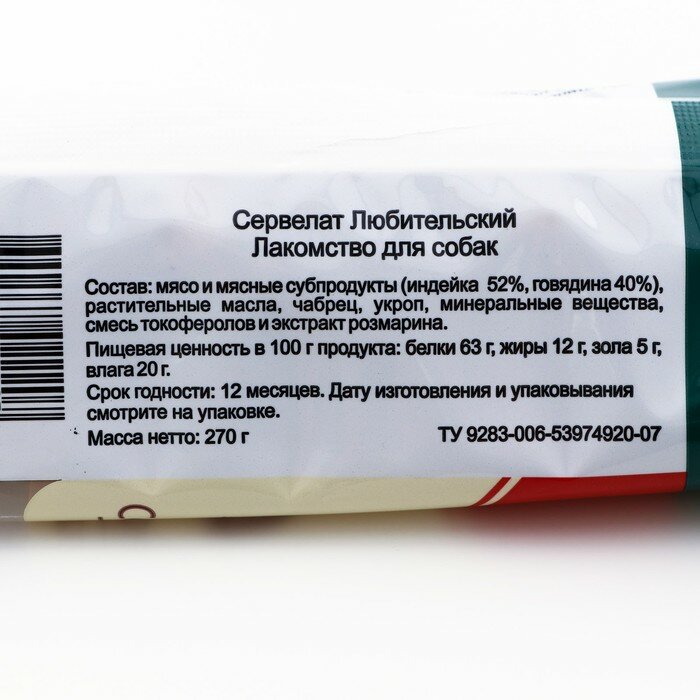 Сервелат Любительский
Лакомство для собак
Состав: мясо и мясные субпродукты (индейка 52%, говядина 40%),
растительные масла, чабрец, укроп, минеральные вещества,
смесь токоферолов и экстракт розмарина.
Пищевая ценность в 100 г продукта: белки 63 г, жиры 12 г, зола 5 г,
влага 20 г.
Срок годности: 12 месяцев. Дату изготовления и упаковывания
смотрите на упаковке.
Масса нетто: 270 г ТУ 9283-006-53974920-07